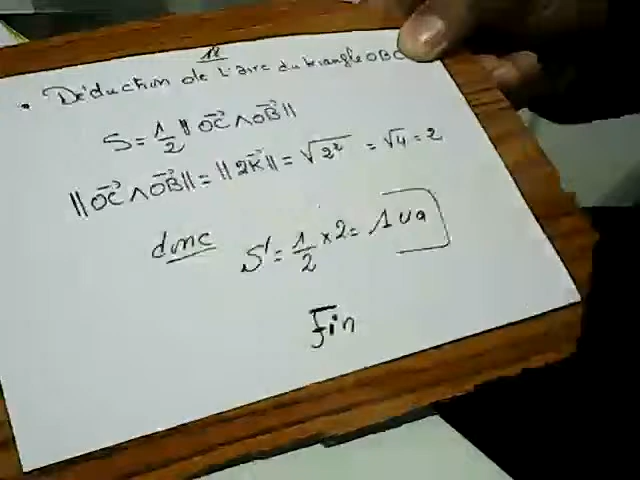 12
• Déduction de l'aire du triangle OBC
S = 1/2 ‖ OC⃗ ∧ OB⃗ ‖
‖ OC⃗ ∧ OB⃗ ‖ = ‖ 2K⃗ ‖ = √2² = √4 = 2
donc S = 1/2 × 2 = 1 ua
Fin